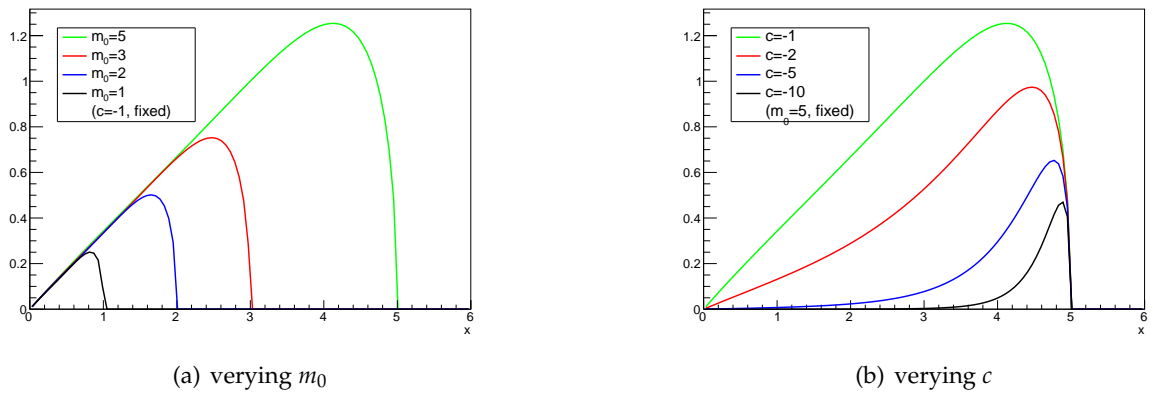 1.2
1
0.8
0.6
0.4
0.2
0
m₀=5
m₀=3
m₀=2
m₀=1
(c=-1, fixed)
0 1 2 3 4 5 6
x
(a) verying m₀
1.2
1
0.8
0.6
0.4
0.2
0
c=-1
c=-2
c=-5
c=-10
(m₀=5, fixed)
0 1 2 3 4 5 6
x
(b) verying c